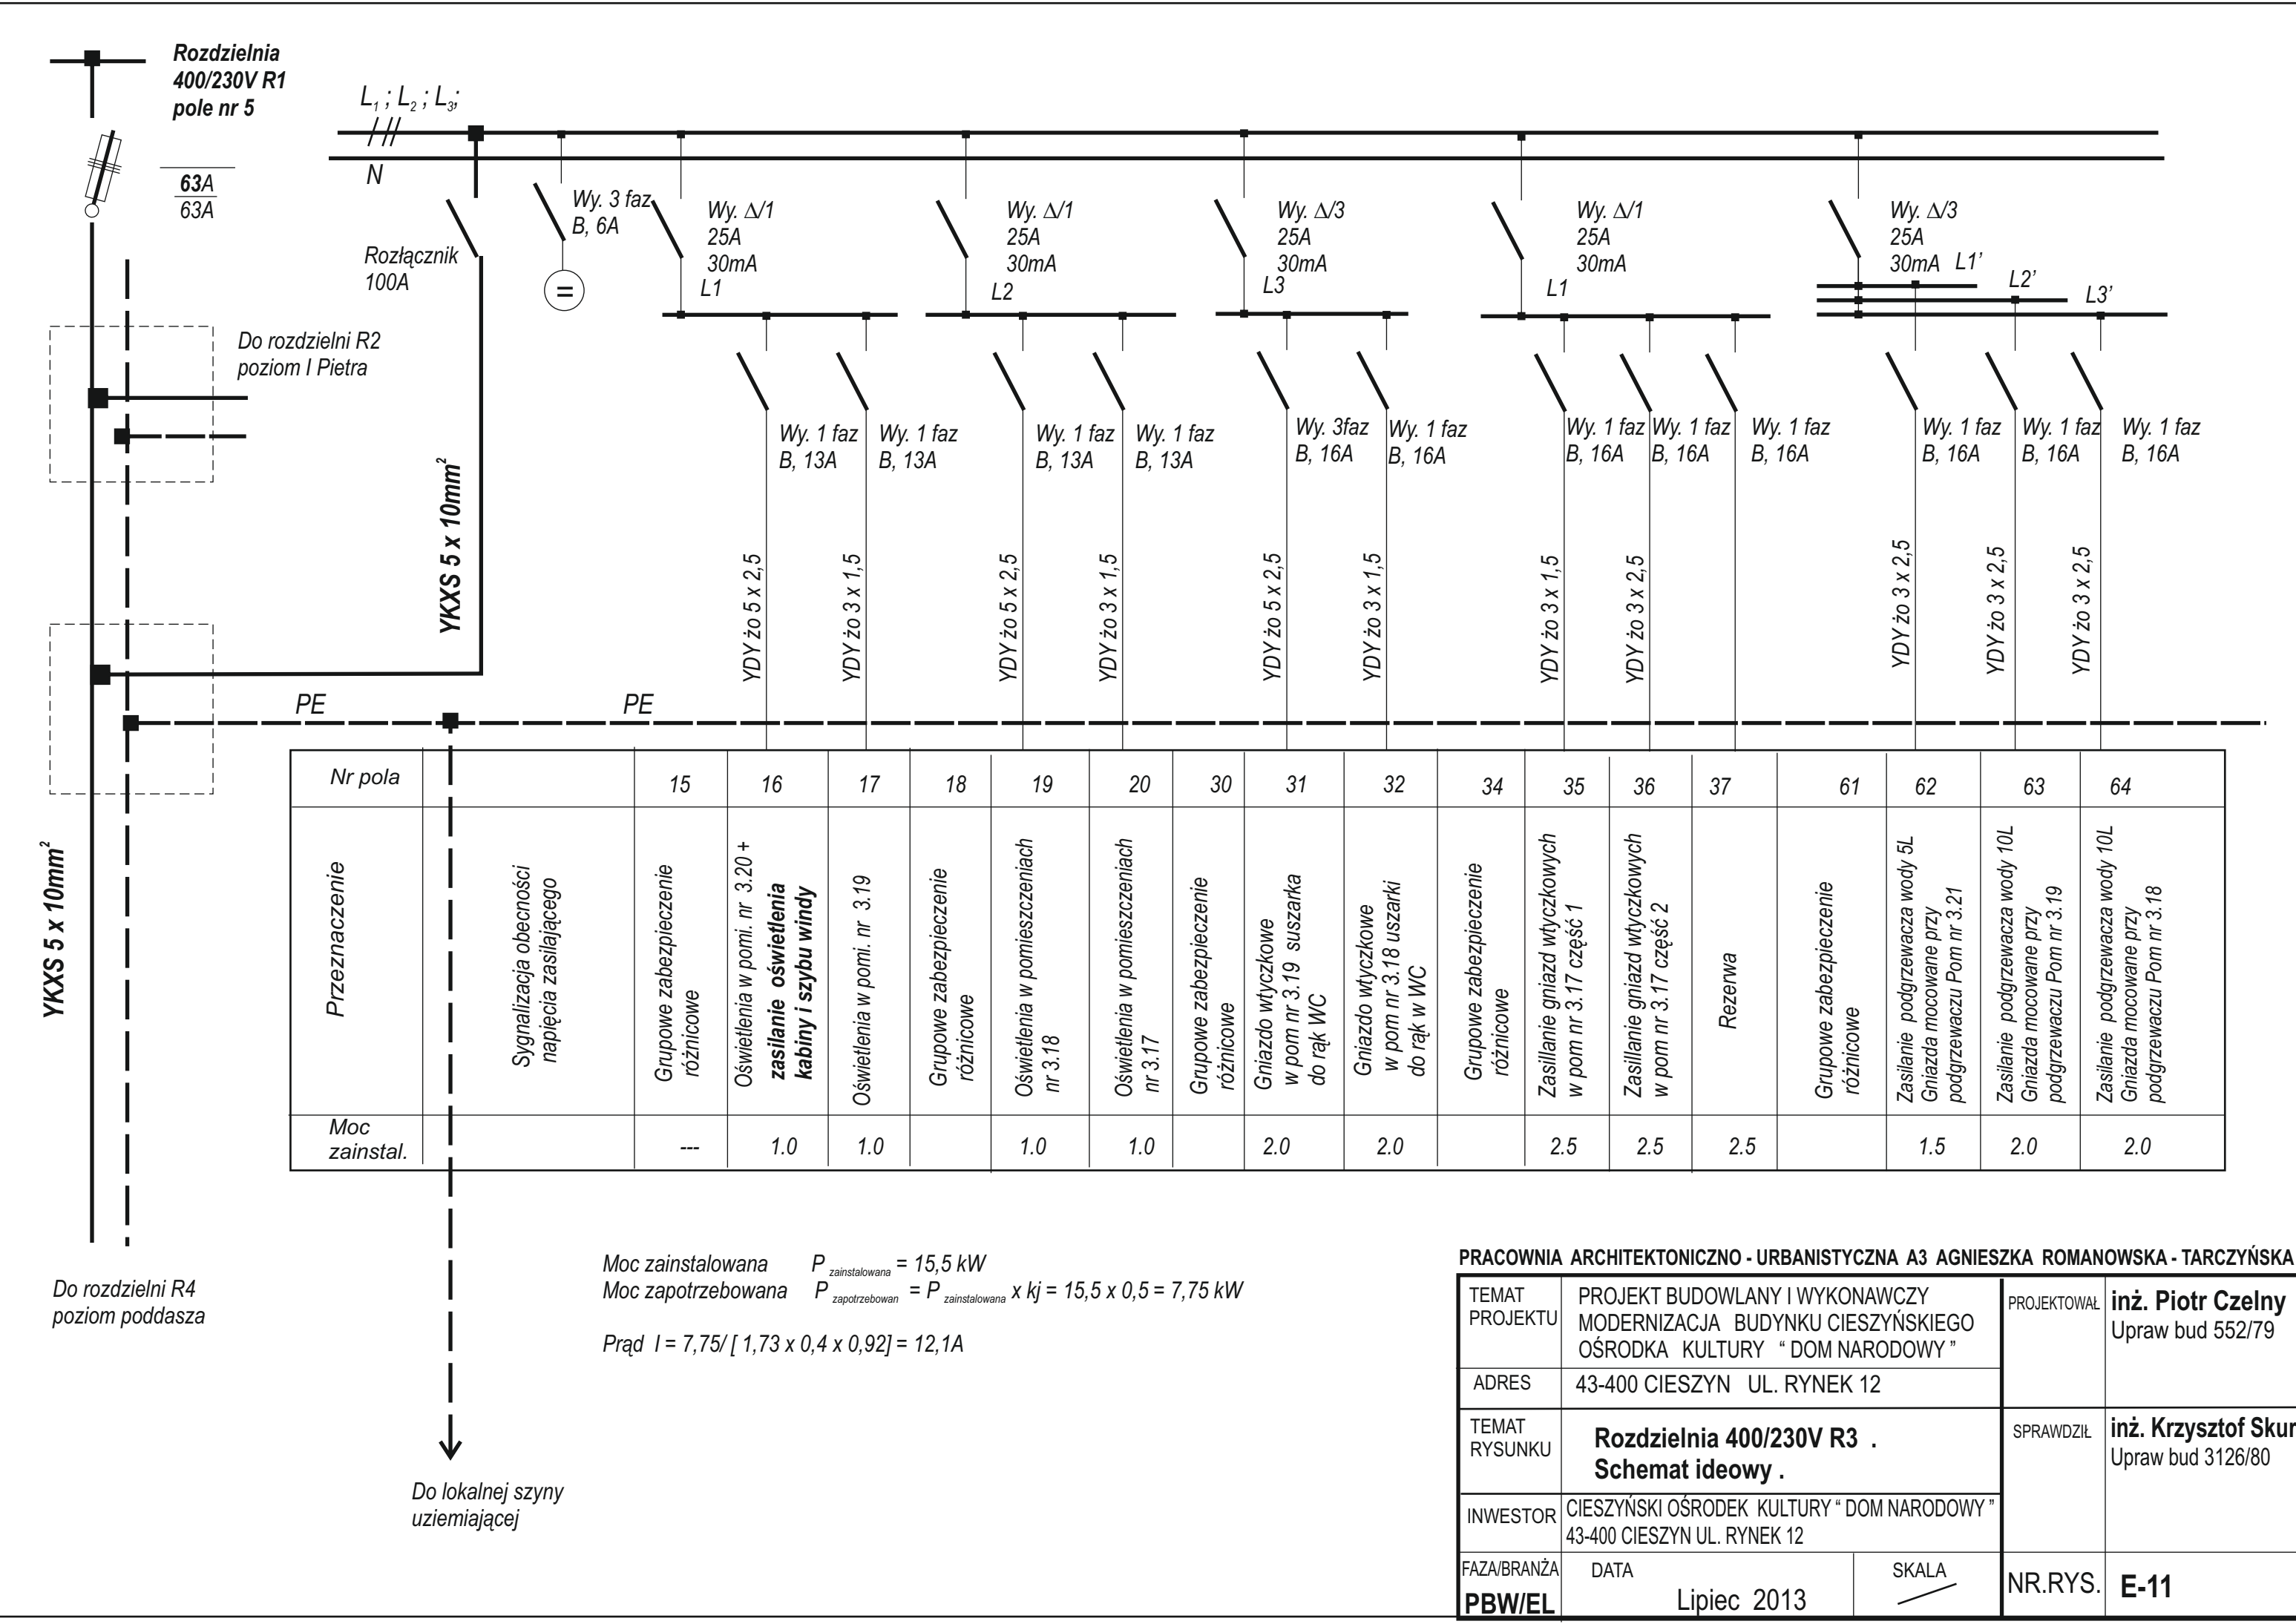 Rozdzielnia
400/230V R1
pole nr 5
63A
63A
L1 ; L2 ; L3;
N
Rozłącznik
100A
Wy. 3 faz
B, 6A
=
Wy. Δ/1
25A
30mA
L1
Wy. Δ/1
25A
30mA
L2
Wy. Δ/3
25A
30mA
L3
Wy. Δ/1
25A
30mA
L1
Wy. Δ/3
25A
30mA
L1’
L2’
L3’
Do rozdzielni R2
poziom I Pietra
Wy. 1 faz
B, 13A
Wy. 1 faz
B, 13A
Wy. 1 faz
B, 13A
Wy. 1 faz
B, 13A
Wy. 3faz
B, 16A
Wy. 1 faz
B, 16A
Wy. 1 faz
B, 16A
Wy. 1 faz
B, 16A
Wy. 1 faz
B, 16A
Wy. 1 faz
B, 16A
Wy. 1 faz
B, 16A
Wy. 1 faz
B, 16A
YKXS 5 x 10mm²
YDY żo 5 x 2,5
YDY żo 3 x 1,5
YDY żo 5 x 2,5
YDY żo 3 x 1,5
YDY żo 5 x 2,5
YDY żo 3 x 1,5
YDY żo 3 x 1,5
YDY żo 3 x 2,5
YDY żo 3 x 2,5
YDY żo 3 x 2,5
YDY żo 3 x 2,5
PE
PE
YKXS 5 x 10mm²
Nr pola
15
16
17
18
19
20
30
31
32
34
35
36
37
61
62
63
64
Przeznaczenie
Sygnalizacja obecności
napięcia zasilającego
Grupowe zabezpieczenie
różnicowe
Oświetlenia w pomi. nr 3.20 +
zasilanie oświetlenia
kabiny i szybu windy
Oświetlenia w pomi. nr 3.19
Grupowe zabezpieczenie
różnicowe
Oświetlenia w pomieszczeniach
nr 3.18
Oświetlenia w pomieszczeniach
nr 3.17
Grupowe zabezpieczenie
różnicowe
Gniazdo wtyczkowe
w pom nr 3.19 suszarka
do rąk WC
Gniazdo wtyczkowe
w pom nr 3.18 uszarki
do rąk w WC
Grupowe zabezpieczenie
różnicowe
Zasillanie gniazd wtyczkowych
w pom nr 3.17 część 1
Zasillanie gniazd wtyczkowych
w pom nr 3.17 część 2
Rezerwa
Grupowe zabezpieczenie
różnicowe
Zasilanie podgrzewacza wody 5L
Gniazda mocowane przy
podgrzewaczu Pom nr 3.21
Zasilanie podgrzewacza wody 10L
Gniazda mocowane przy
podgrzewaczu Pom nr 3.19
Zasilanie podgrzewacza wody 10L
Gniazda mocowane przy
podgrzewaczu Pom nr 3.18
Moc
zainstal.
---
1.0
1.0
1.0
1.0
2.0
2.0
2.5
2.5
2.5
1.5
2.0
2.0
Do rozdzielni R4
poziom poddasza
Moc zainstalowana P zainstalowana = 15,5 kW
Moc zapotrzebowana P zapotrzebowan = P zainstalowana x kj = 15,5 x 0,5 = 7,75 kW
Prąd I = 7,75/ [ 1,73 x 0,4 x 0,92] = 12,1A
Do lokalnej szyny
uziemiającej
PRACOWNIA ARCHITEKTONICZNO - URBANISTYCZNA A3 AGNIESZKA ROMANOWSKA - TARCZYŃSKA
TEMAT
PROJEKTU
PROJEKT BUDOWLANY I WYKONAWCZY
MODERNIZACJA BUDYNKU CIESZYŃSKIEGO
OŚRODKA KULTURY “ DOM NARODOWY ”
PROJEKTOWAŁ
inż. Piotr Czelny
Upraw bud 552/79
ADRES
43-400 CIESZYN UL. RYNEK 12
TEMAT
RYSUNKU
Rozdzielnia 400/230V R3 .
Schemat ideowy .
SPRAWDZIŁ
inż. Krzysztof Skur
Upraw bud 3126/80
INWESTOR
CIESZYŃSKI OŚRODEK KULTURY “ DOM NARODOWY ”
43-400 CIESZYN UL. RYNEK 12
FAZA/BRANŻA
PBW/EL
DATA
Lipiec 2013
SKALA
NR.RYS.
E-11